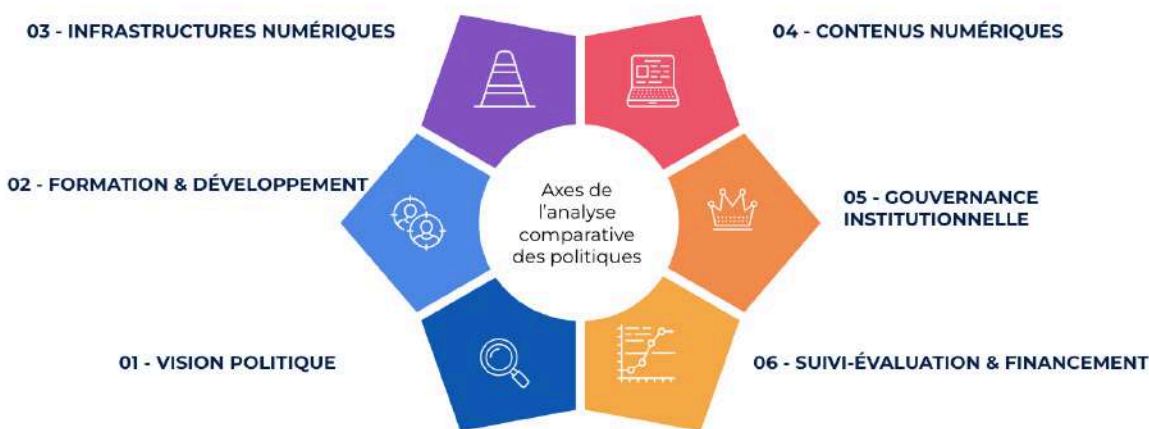 03 - INFRASTRUCTURES NUMÉRIQUES
04 - CONTENUS NUMÉRIQUES
02 - FORMATION & DÉVELOPPEMENT
Axes de
l'analyse
comparative
des politiques
05 - GOUVERNANCE
INSTITUTIONNELLE
01 - VISION POLITIQUE
06 - SUIVI-ÉVALUATION & FINANCEMENT